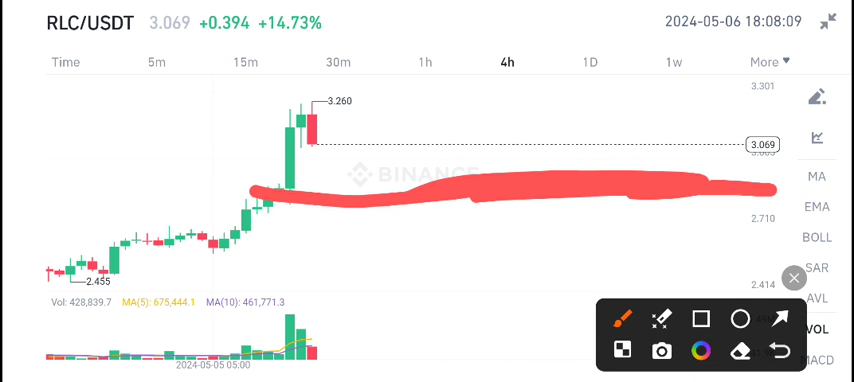 RLC/USDT 3.069 +0.394 +14.73% 2024-05-06 18:08:09
Time 5m 15m 30m 1h 4h 1D 1w More
3.301
3.260
3.069
BINANCE
MA
EMA
2.710
BOLL
SAR
2.455
2.414
AVL
Vol: 428,839.7 MA(5): 675,444.1 MA(10): 461,771.3
VOL
MACD
2024-05-05 05:00